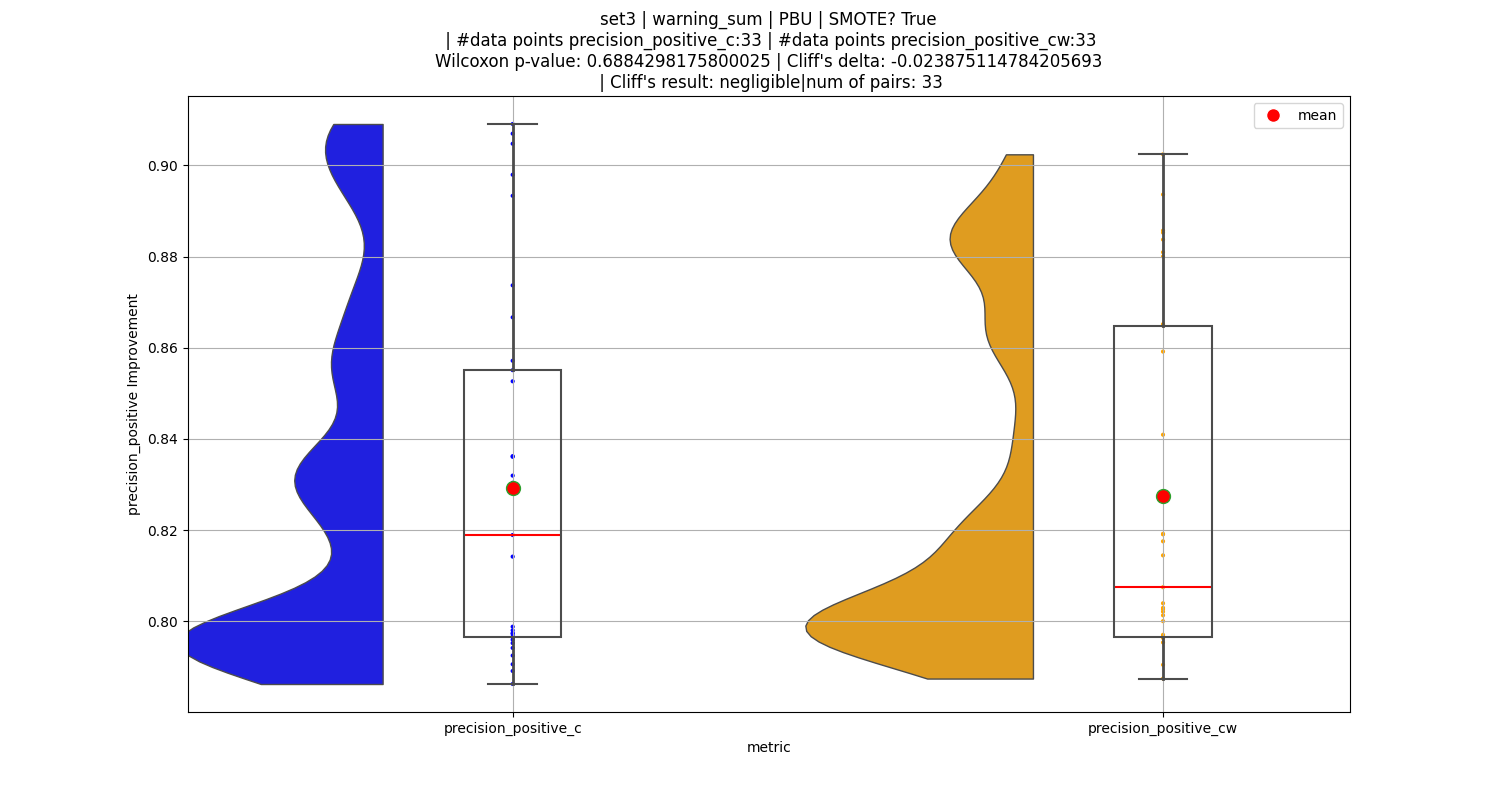 set3 | warning_sum | PBU | SMOTE? True
| #data points precision_positive_c:33 | #data points precision_positive_cw:33
Wilcoxon p-value: 0.6884298175800025 | Cliff's delta: -0.023875114784205693
| Cliff's result: negligible|num of pairs: 33
mean
0.90
0.88
0.86
0.84
0.82
0.80
precision_positive Improvement
precision_positive_c
precision_positive_cw
metric